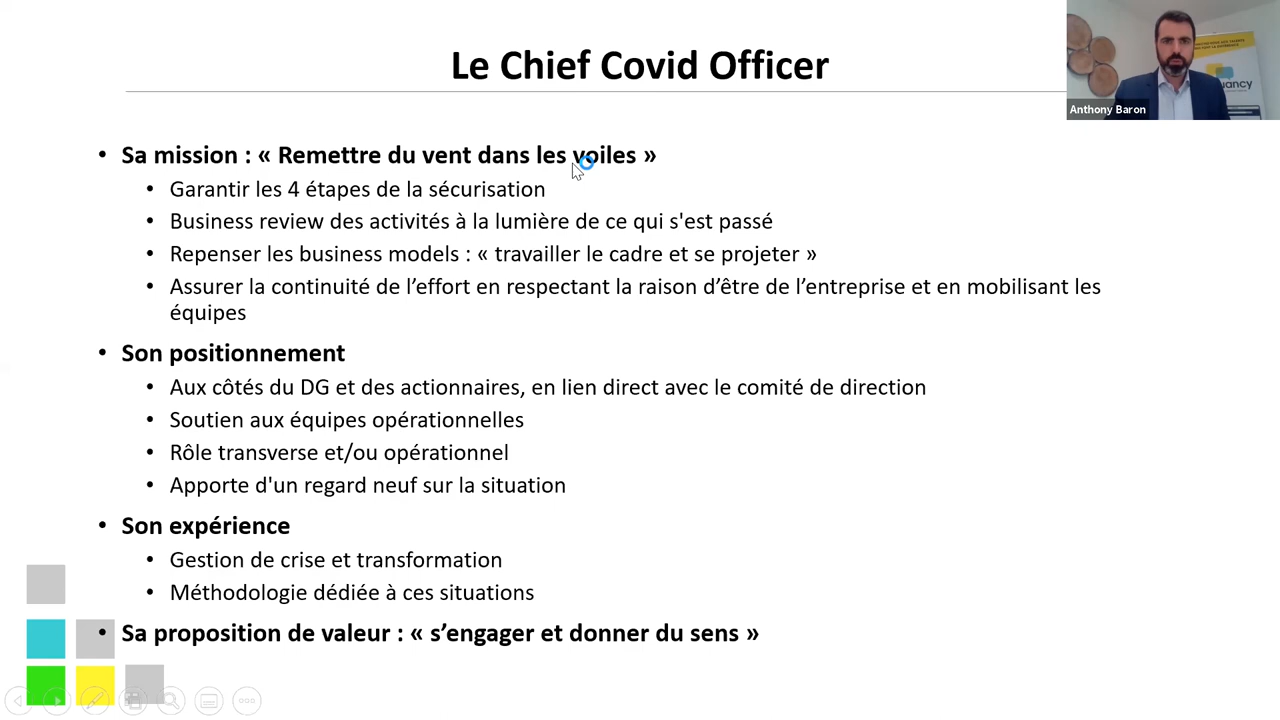 Le Chief Covid Officer
Anthony Baron
• Sa mission : « Remettre du vent dans les voiles »
• Garantir les 4 étapes de la sécurisation
• Business review des activités à la lumière de ce qui s'est passé
• Repenser les business models : « travailler le cadre et se projeter »
• Assurer la continuité de l’effort en respectant la raison d’être de l’entreprise et en mobilisant les
équipes
• Son positionnement
• Aux côtés du DG et des actionnaires, en lien direct avec le comité de direction
• Soutien aux équipes opérationnelles
• Rôle transverse et/ou opérationnel
• Apporte d'un regard neuf sur la situation
• Son expérience
• Gestion de crise et transformation
• Méthodologie dédiée à ces situations
• Sa proposition de valeur : « s’engager et donner du sens »